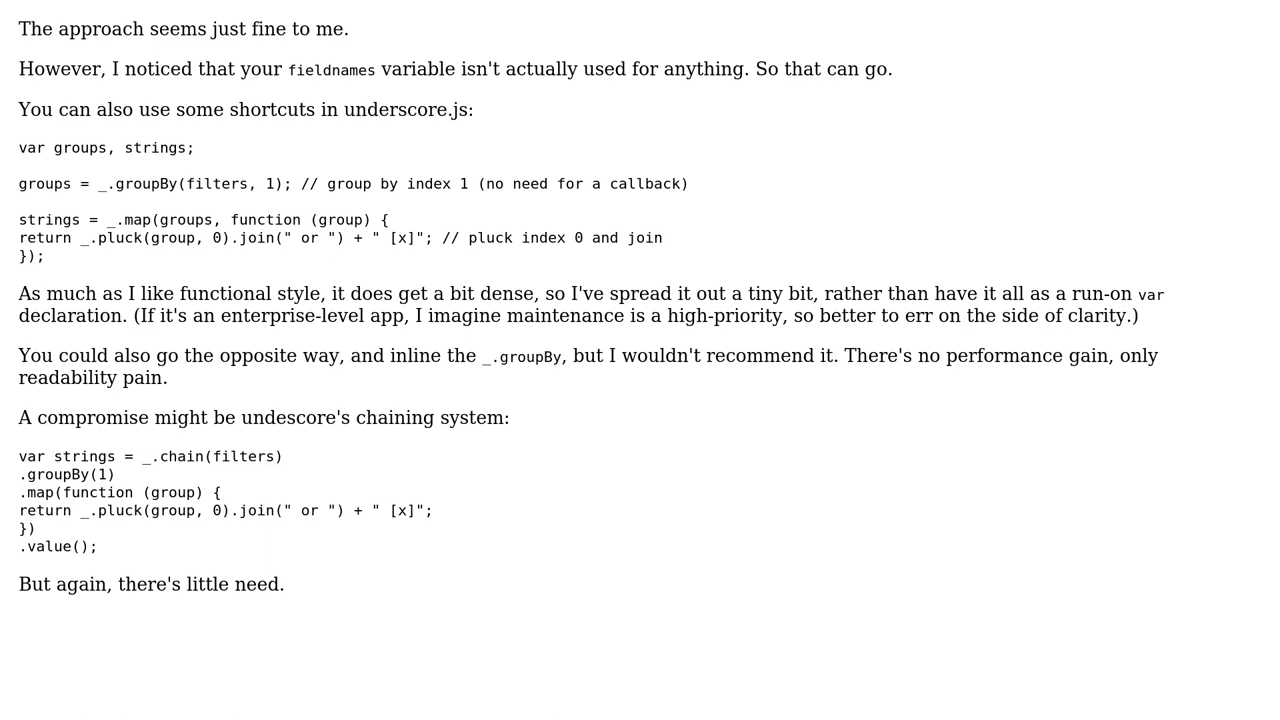 The approach seems just fine to me.
However, I noticed that your fieldnames variable isn't actually used for anything. So that can go.
You can also use some shortcuts in underscore.js:
var groups, strings;
groups = _.groupBy(filters, 1); // group by index 1 (no need for a callback)
strings = _.map(groups, function (group) {
return _.pluck(group, 0).join(" or ") + " [x]"; // pluck index 0 and join
});
As much as I like functional style, it does get a bit dense, so I've spread it out a tiny bit, rather than have it all as a run-on var
declaration. (If it's an enterprise-level app, I imagine maintenance is a high-priority, so better to err on the side of clarity.)
You could also go the opposite way, and inline the _.groupBy, but I wouldn't recommend it. There's no performance gain, only
readability pain.
A compromise might be undescore's chaining system:
var strings = _.chain(filters)
.groupBy(1)
.map(function (group) {
return _.pluck(group, 0).join(" or ") + " [x]";
})
.value();
But again, there's little need.